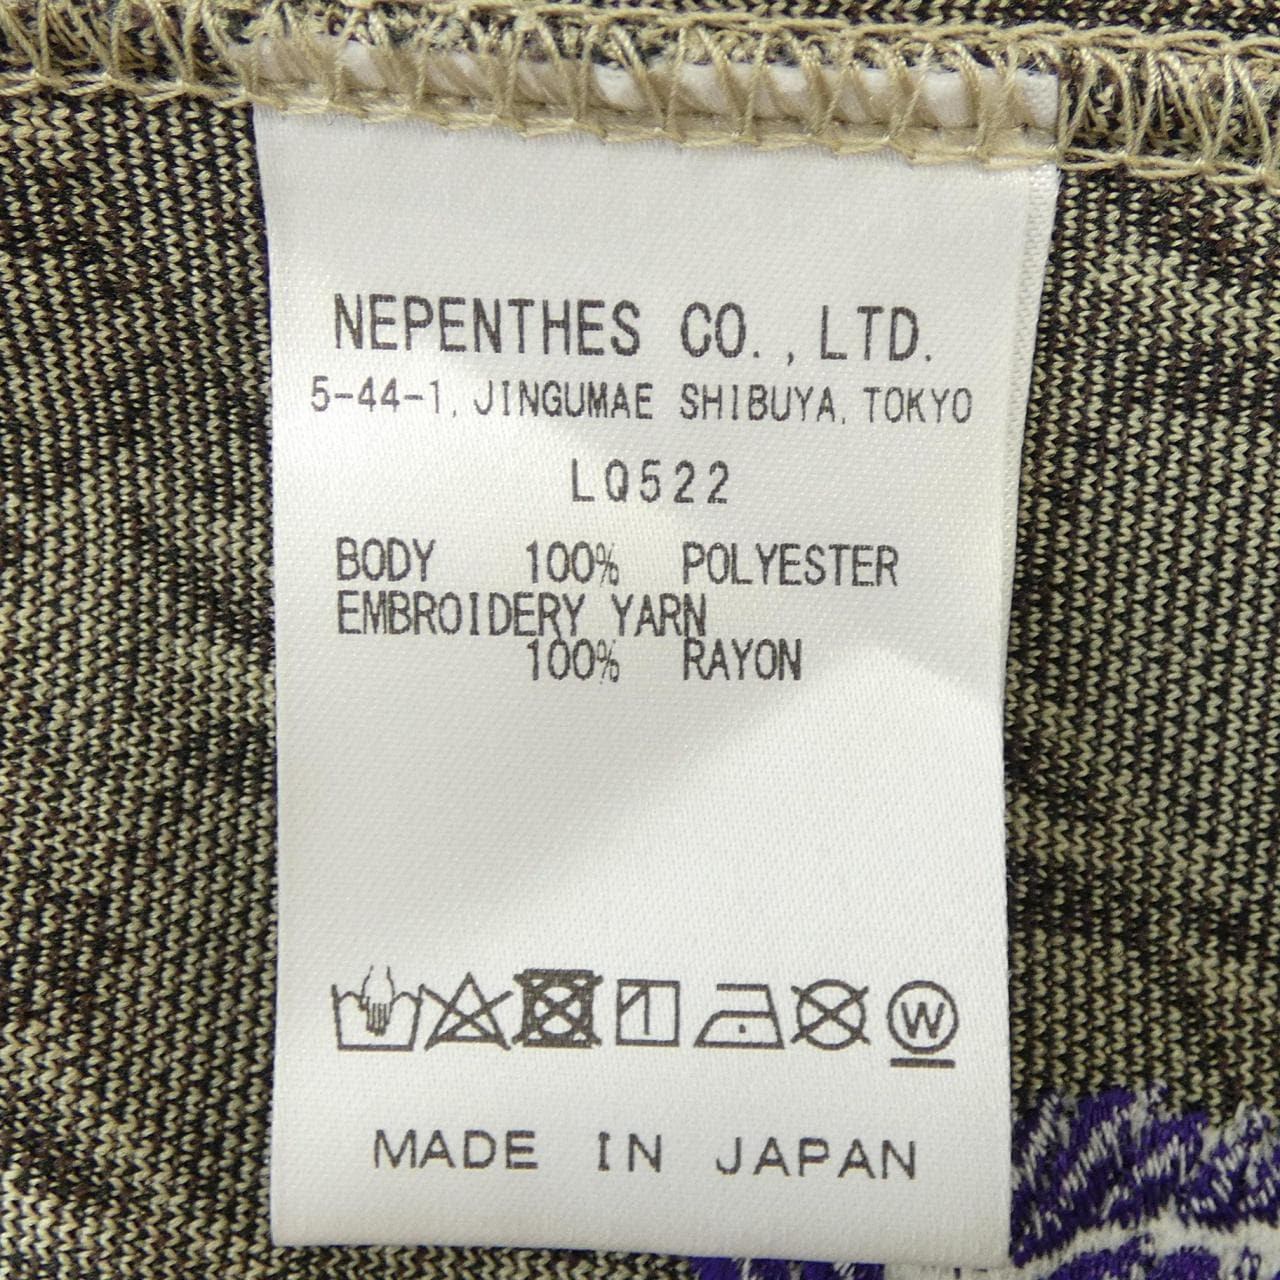 NEPENTHES CO., LTD.
5-44-1, JINGUMAE SHIBUYA, TOKYO
LQ522
BODY 100% POLYESTER
EMBROIDERY YARN
100% RAYON
W
MADE IN JAPAN